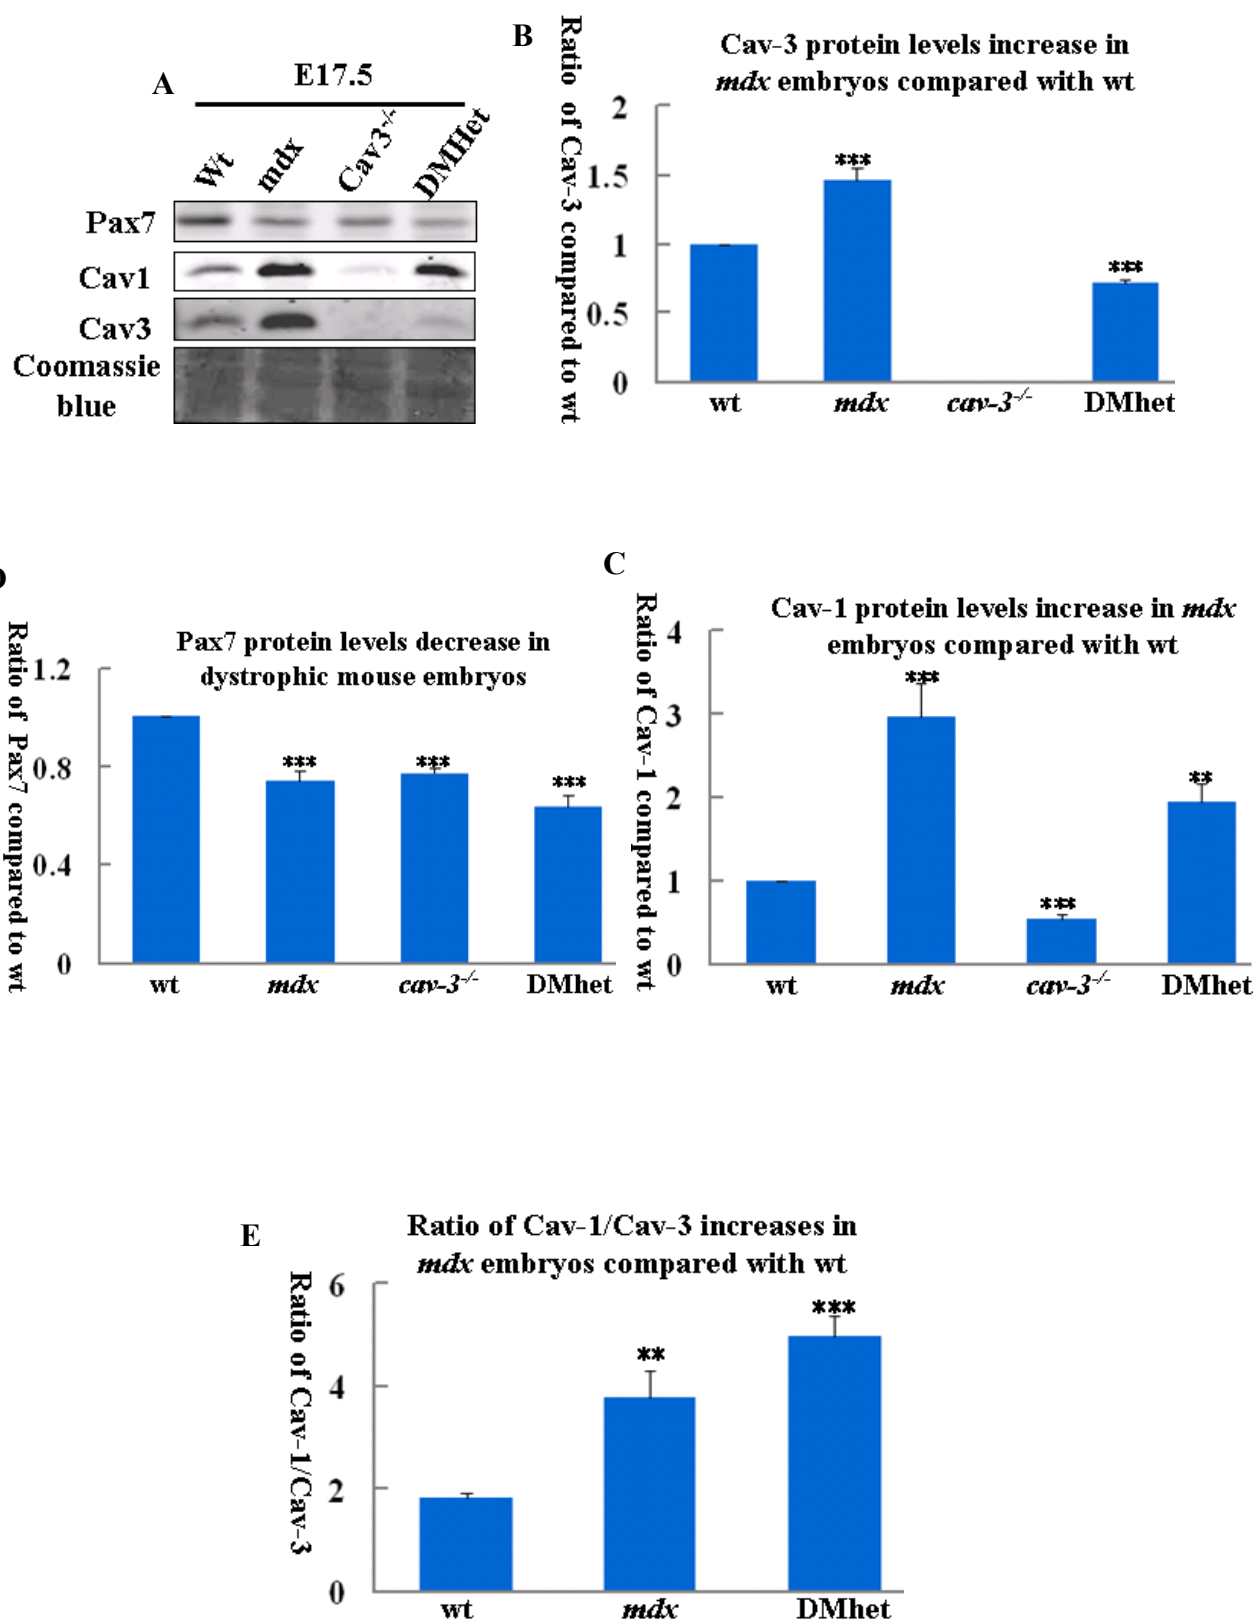 A
E17.5
Wt
mdx
Cav3-/-
DMHet
Pax7
Cav1
Cav3
Coomassie
blue
B
Cav-3 protein levels increase in
mdx embryos compared with wt
Ratio of Cav-3 compared to wt
2
1.5
1
0.5
0
***
***
wt
mdx
cav-3-/-
DMhet
Pax7 protein levels decrease in
dystrophic mouse embryos
Ratio of Pax7 compared to wt
1.2
0.8
0.4
0
***
***
***
wt
mdx
cav-3-/-
DMhet
C
Cav-1 protein levels increase in mdx
embryos compared with wt
Ratio of Cav-1 compared to wt
4
3
2
1
0
***
***
**
wt
mdx
cav-3-/-
DMhet
E
Ratio of Cav-1/Cav-3 increases in
mdx embryos compared with wt
Ratio of Cav-1/Cav-3
6
4
2
0
**
***
wt
mdx
DMhet